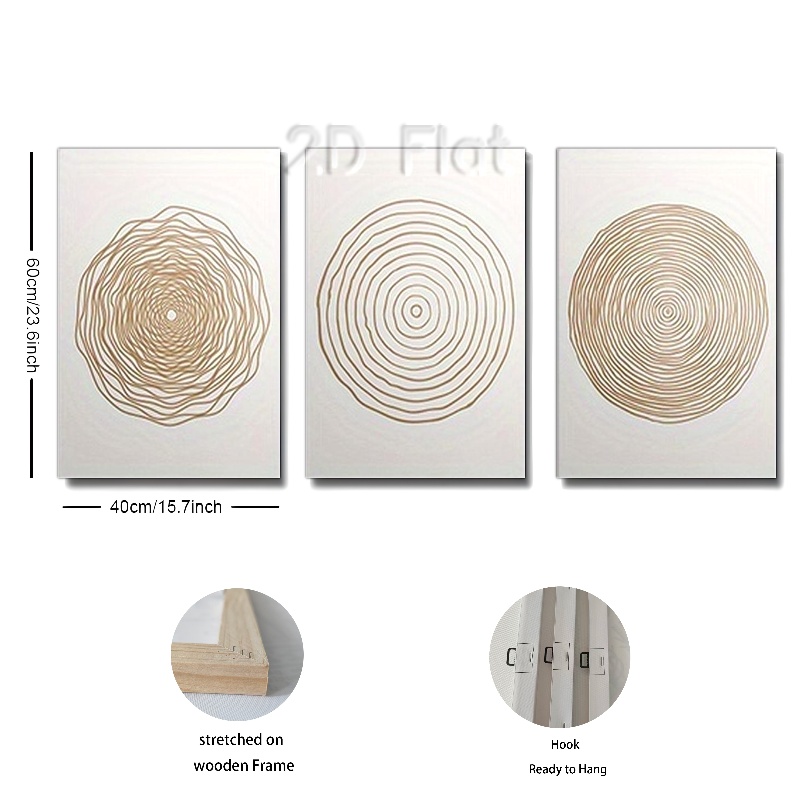 2D Flat
60cm/23.6inch
40cm/15.7inch
stretched on
wooden Frame
Hook
Ready to Hang